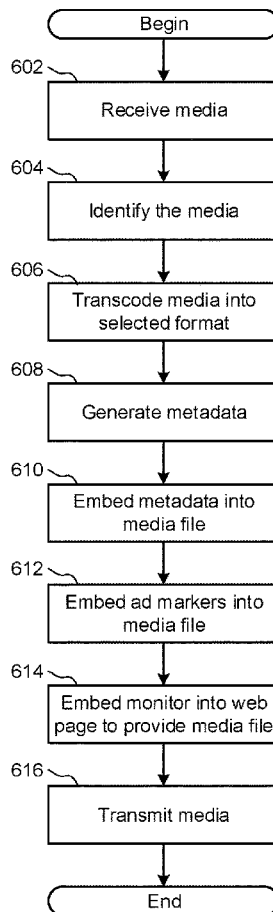 Begin
602
Receive media
604
Identify the media
606
Transcode media into
selected format
608
Generate metadata
610
Embed metadata into
media file
612
Embed ad markers into
media file
614
Embed monitor into web
page to provide media file
616
Transmit media
End